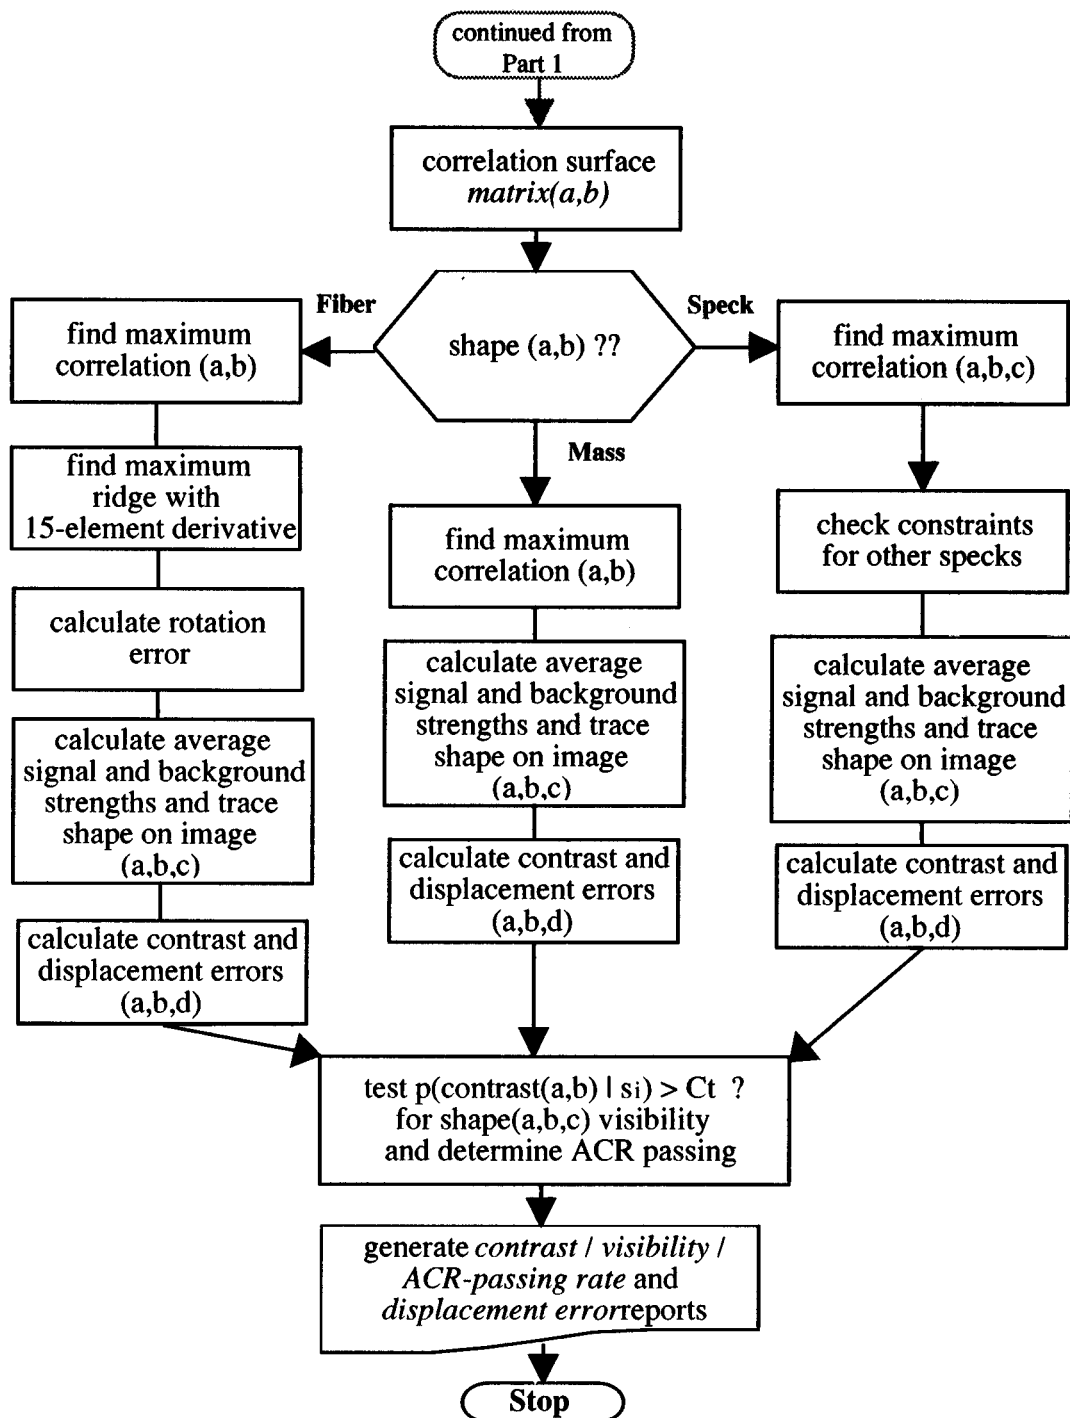 continued from
Part 1
correlation surface
matrix(a,b)
shape (a,b) ??
Fiber
Speck
Mass
find maximum
correlation (a,b)
find maximum
ridge with
15-element derivative
calculate rotation
error
calculate average
signal and background
strengths and trace
shape on image
(a,b,c)
calculate contrast and
displacement errors
(a,b,d)
find maximum
correlation (a,b)
calculate average
signal and background
strengths and trace
shape on image
(a,b,c)
calculate contrast and
displacement errors
(a,b,d)
find maximum
correlation (a,b,c)
check constraints
for other specks
calculate average
signal and background
strengths and trace
shape on image
(a,b,c)
calculate contrast and
displacement errors
(a,b,d)
test p(contrast(a,b) | si) > Ct ?
for shape(a,b,c) visibility
and determine ACR passing
generate contrast / visibility /
ACR-passing rate and
displacement errorreports
Stop